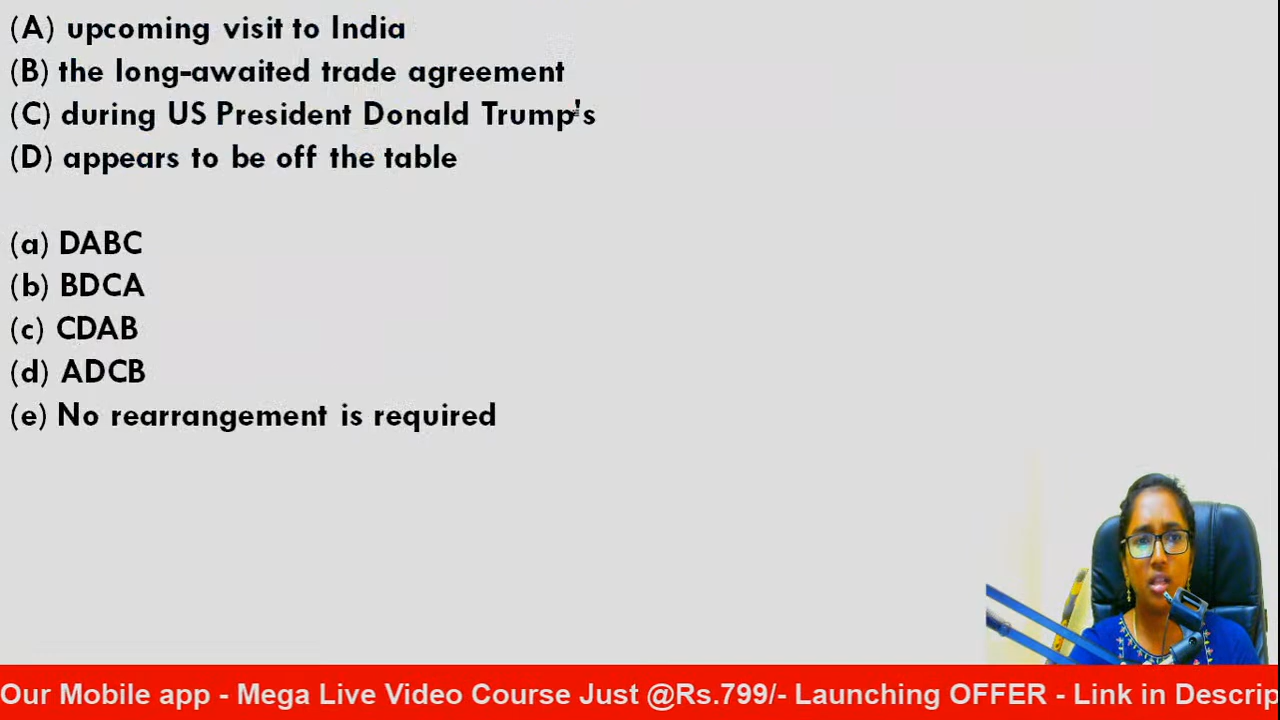 (A) upcoming visit to India
(B) the long-awaited trade agreement
(C) during US President Donald Trump's
(D) appears to be off the table
(a) DABC
(b) BDCA
(c) CDAB
(d) ADCB
(e) No rearrangement is required
Our Mobile app - Mega Live Video Course Just @Rs.799/- Launching OFFER - Link in Descrip